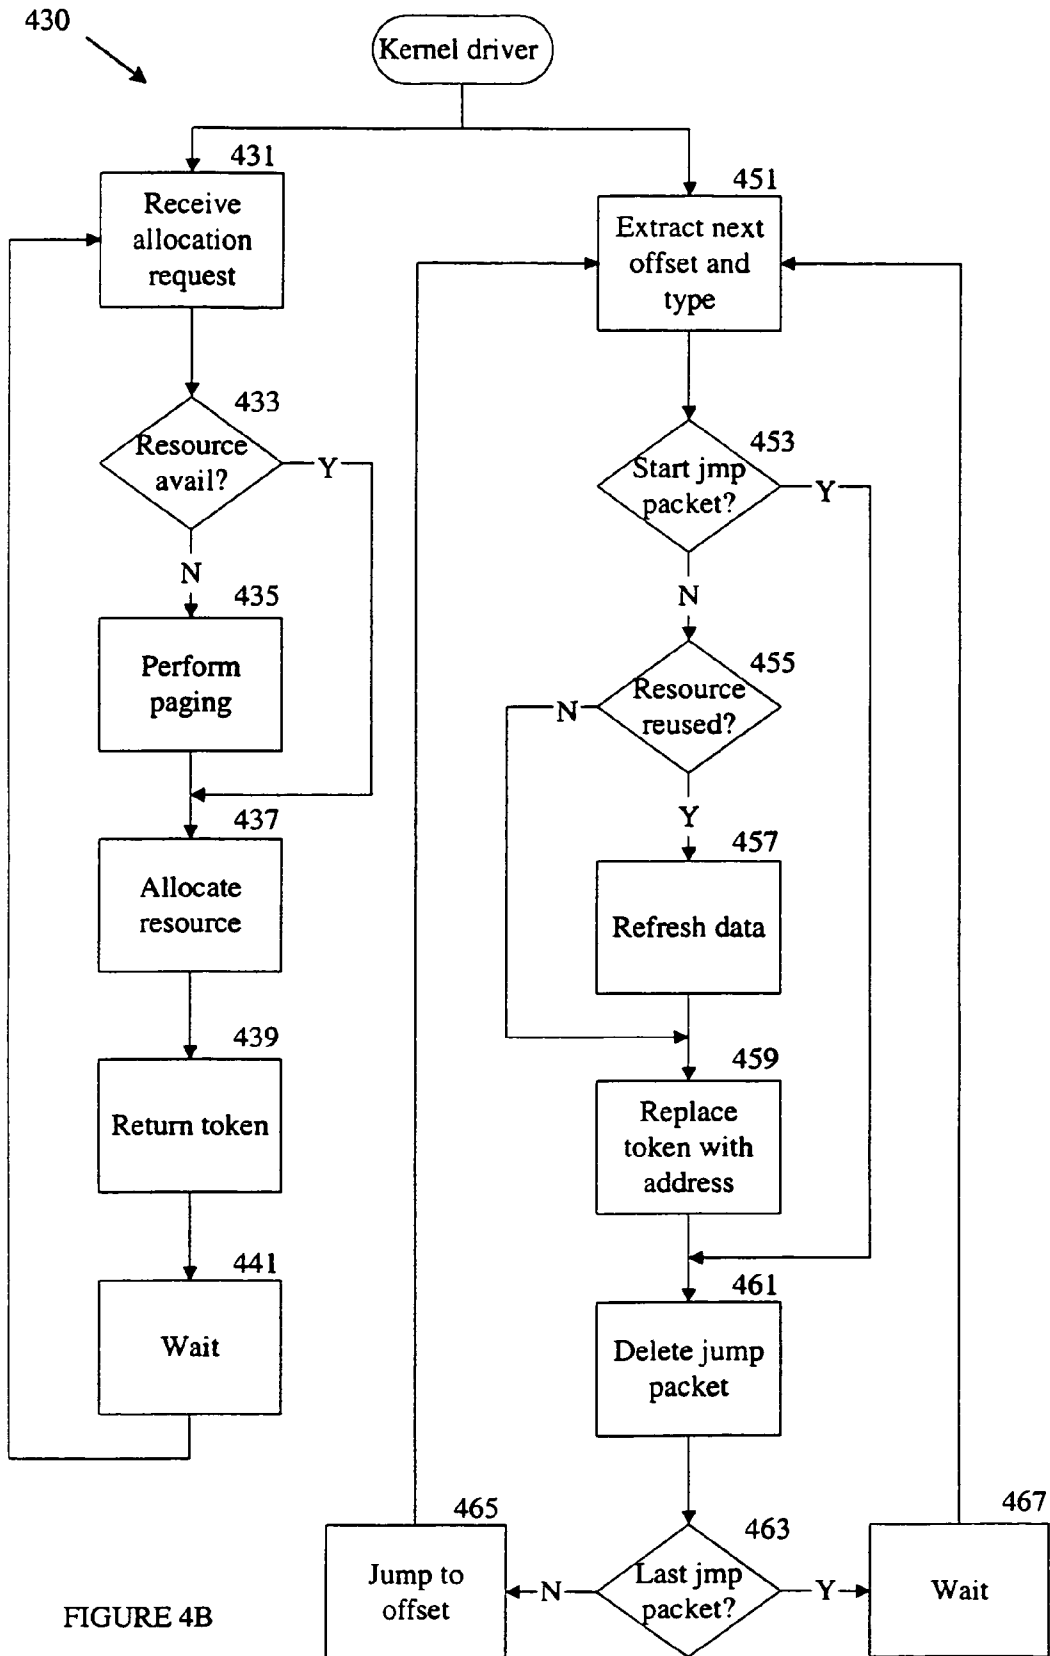 430
Kernel driver
431
Receive
allocation
request
433
Resource
avail?
Y
N
435
Perform
paging
437
Allocate
resource
439
Return token
441
Wait
451
Extract next
offset and
type
453
Start jmp
packet?
Y
N
455
Resource
reused?
N
Y
457
Refresh data
459
Replace
token with
address
461
Delete jump
packet
463
Last jmp
packet?
N
Y
465
Jump to
offset
467
Wait
FIGURE 4B